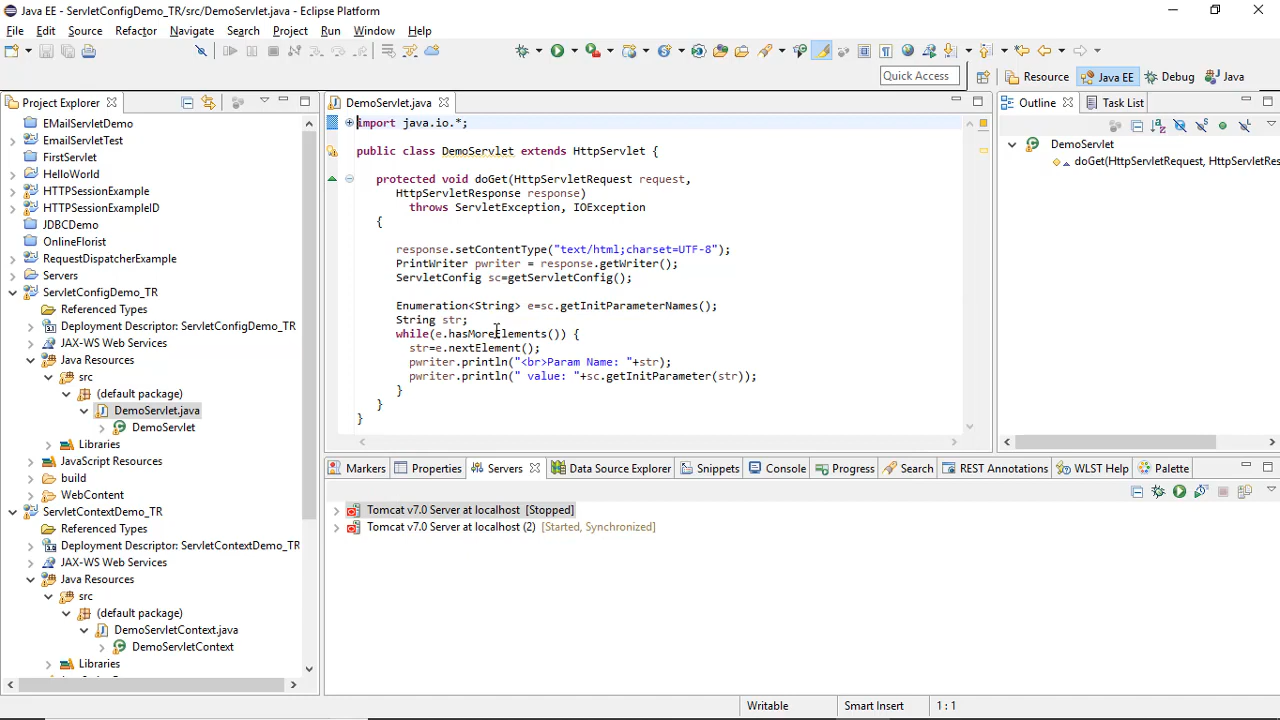 Java EE - ServletConfigDemo_TR/src/DemoServlet.java - Eclipse Platform
File Edit Source Refactor Navigate Search Project Run Window Help
Quick Access
Resource
Java EE
Debug
Java
Project Explorer
EMailServletDemo
EmailServletTest
FirstServlet
HelloWorld
HTTPSessionExample
HTTPSessionExampleID
JDBCDemo
OnlineFlorist
RequestDispatcherExample
Servers
ServletConfigDemo_TR
Referenced Types
Deployment Descriptor: ServletConfigDemo_TR
JAX-WS Web Services
Java Resources
src
(default package)
DemoServlet.java
DemoServlet
Libraries
JavaScript Resources
build
WebContent
ServletContextDemo_TR
Referenced Types
Deployment Descriptor: ServletContextDemo_TR
JAX-WS Web Services
Java Resources
src
(default package)
DemoServletContext.java
DemoServletContext
Libraries
DemoServlet.java
import java.io.*;
public class DemoServlet extends HttpServlet {
protected void doGet(HttpServletRequest request,
HttpServletResponse response)
throws ServletException, IOException
{
response.setContentType("text/html;charset=UTF-8");
PrintWriter pwriter = response.getWriter();
ServletConfig sc=getServletConfig();
Enumeration<String> e=sc.getInitParameterNames();
String str;
while(e.hasMoreElements()) {
str=e.nextElement();
pwriter.println("<br>Param Name: "+str);
pwriter.println(" value: "+sc.getInitParameter(str));
}
}
}
Outline
Task List
DemoServlet
doGet(HttpServletRequest, HttpServletRes
Markers
Properties
Servers
Data Source Explorer
Snippets
Console
Progress
Search
REST Annotations
WLST Help
Palette
Tomcat v7.0 Server at localhost [Stopped]
Tomcat v7.0 Server at localhost (2) [Started, Synchronized]
Writable
Smart Insert
1 : 1